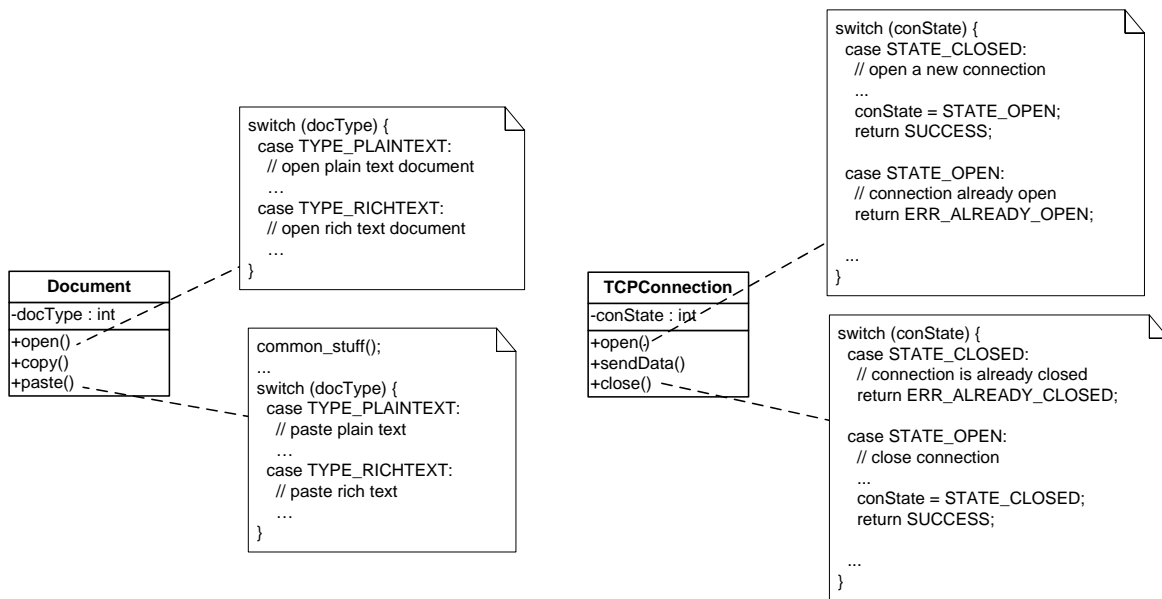 Document
-docType : int
+open()
+copy()
+paste()
switch (docType) {
case TYPE_PLAINTEXT:
// open plain text document
…
case TYPE_RICHTEXT:
// open rich text document
…
}
common_stuff();
...
switch (docType) {
case TYPE_PLAINTEXT:
// paste plain text
…
case TYPE_RICHTEXT:
// paste rich text
…
}
TCPConnection
-conState : int
+open()
+sendData()
+close()
switch (conState) {
case STATE_CLOSED:
// open a new connection
...
conState = STATE_OPEN;
return SUCCESS;
case STATE_OPEN:
// connection already open
return ERR_ALREADY_OPEN;
...
}
switch (conState) {
case STATE_CLOSED:
// connection is already closed
return ERR_ALREADY_CLOSED;
case STATE_OPEN:
// close connection
...
conState = STATE_CLOSED;
return SUCCESS;
...
}